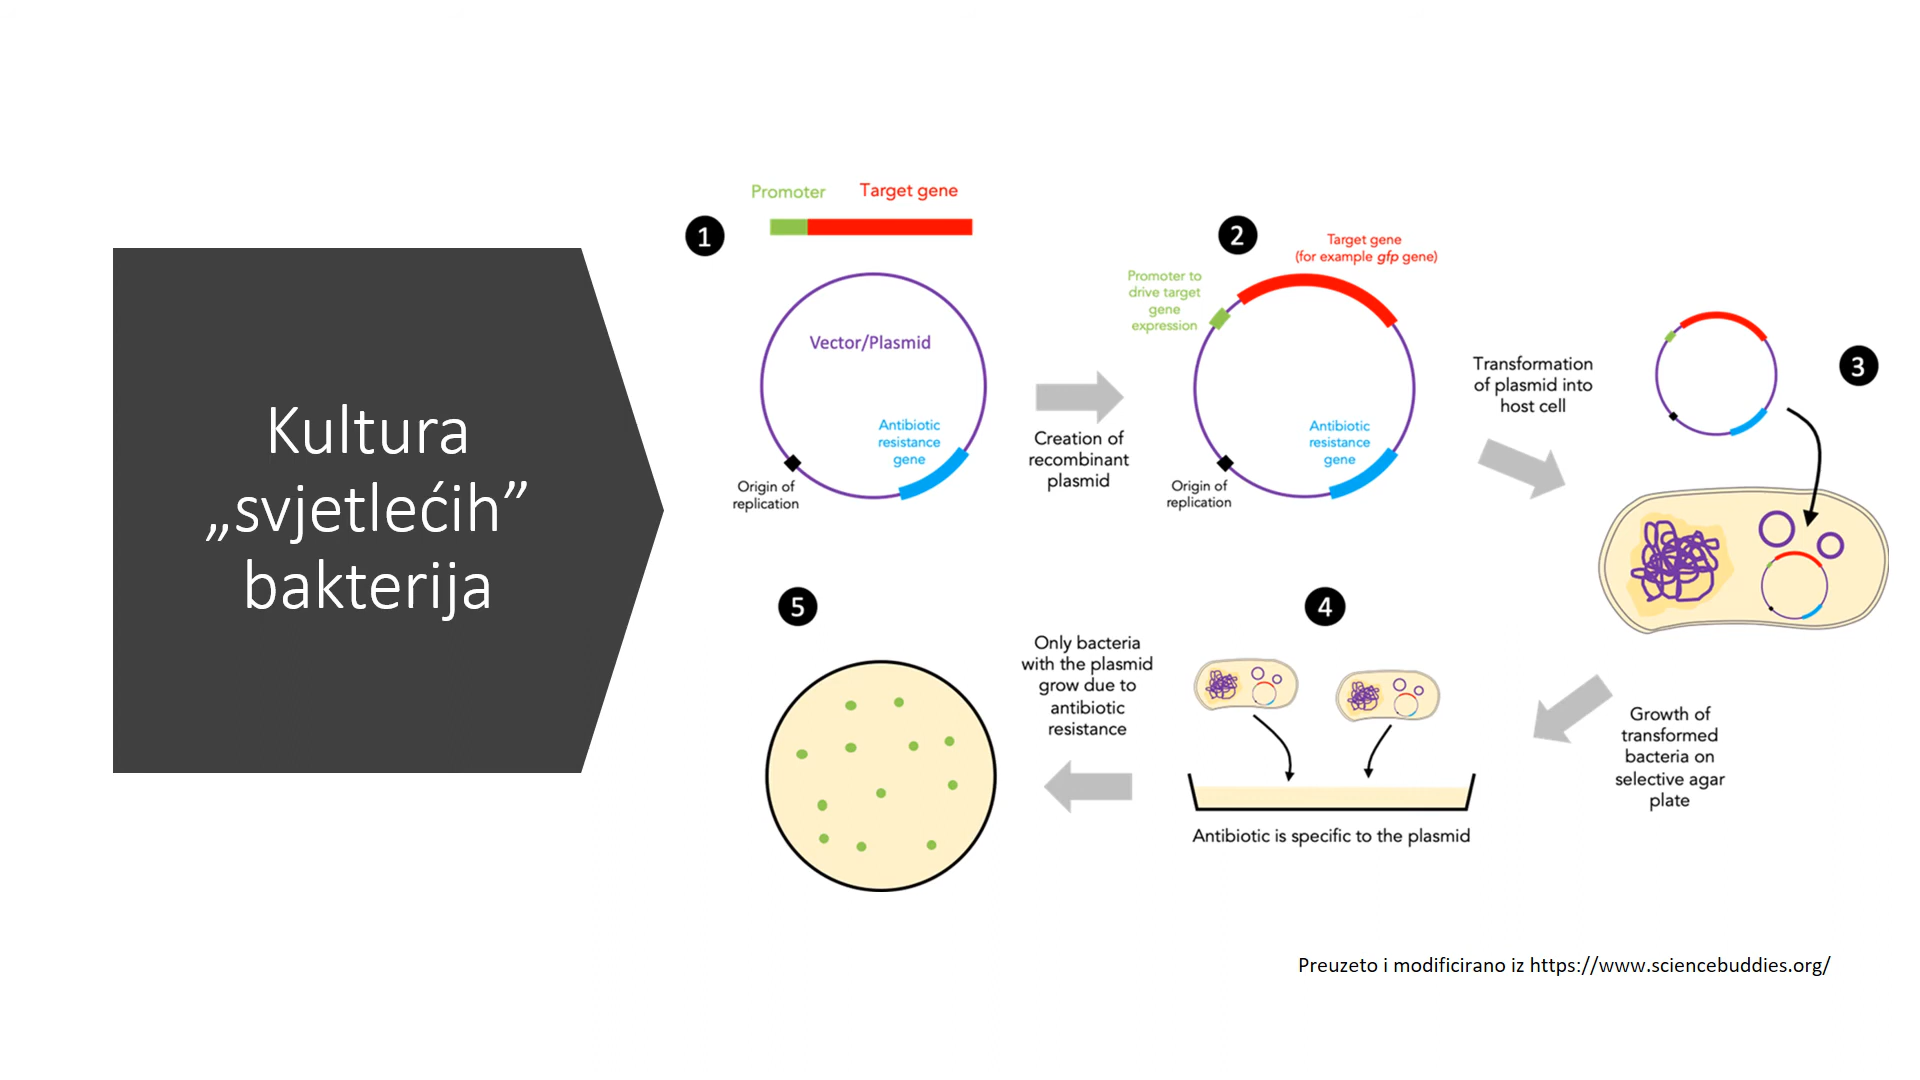 Kultura
„svjetlećih”
bakterija
1
Promoter
Target gene
Vector/Plasmid
Antibiotic
resistance
gene
Origin of
replication
Creation of
recombinant
plasmid
2
Target gene
(for example gfp gene)
Promoter to
drive target
gene
expression
Antibiotic
resistance
gene
Origin of
replication
Transformation
of plasmid into
host cell
3
Growth of
transformed
bacteria on
selective agar
plate
4
Antibiotic is specific to the plasmid
Only bacteria
with the plasmid
grow due to
antibiotic
resistance
5
Preuzeto i modificirano iz https://www.sciencebuddies.org/